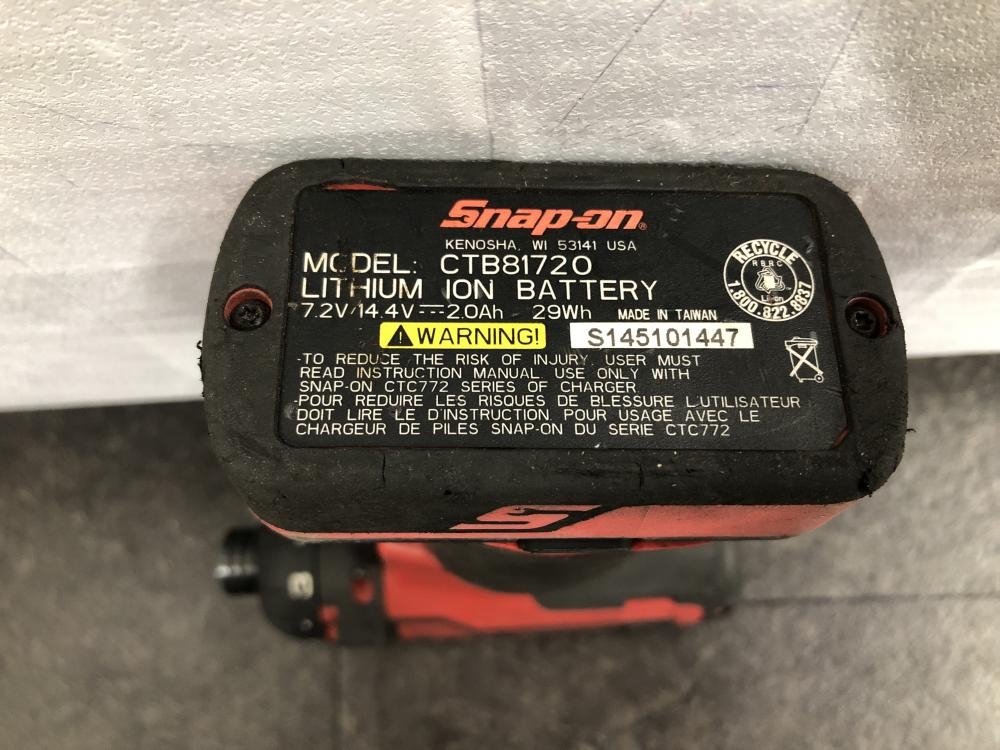 Snap-on®
KENOSHA, WI 53141 USA
MODEL: CTB81720
LITHIUM ION BATTERY
7.2V/14.4V⎓2.0Ah 29Wh MADE IN TAIWAN
WARNING! S145101447
-TO REDUCE THE RISK OF INJURY. USER MUST
READ INSTRUCTION MANUAL USE ONLY WITH
SNAP-ON CTC772 SERIES OF CHARGER
-POUR REDUIRE LES RISQUES DE BLESSURE L'UTILISATEUR
DOIT LIRE LE D'INSTRUCTION. POUR USAGE AVEC LE
CHARGEUR DE PILES SNAP-ON DU SERIE CTC772
RECYCLE
RBRC
Li-Ion
1.800.822.8837
S